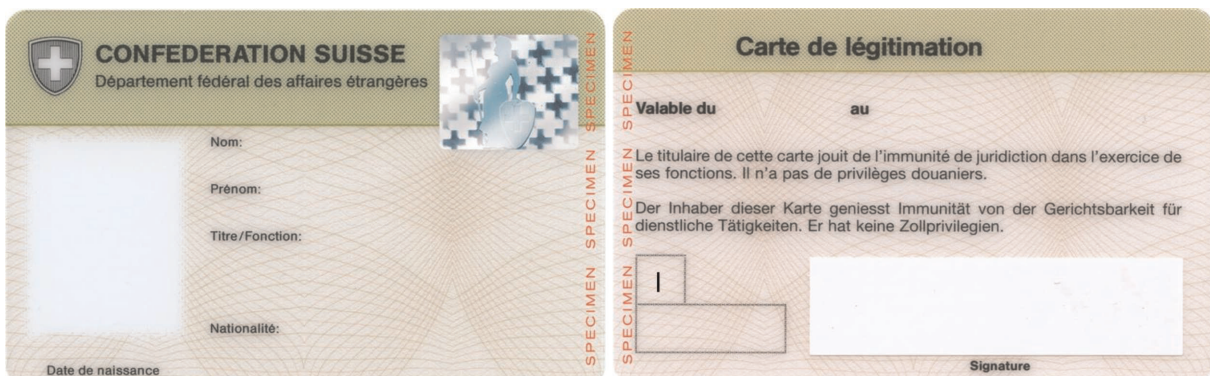 CONFEDERATION SUISSE
Département fédéral des affaires étrangères
SPECIMEN SPECIMEN SPECIMEN
Nom:
Prénom:
Titre/Fonction:
Nationalité:
Date de naissance
Carte de légitimation
SPECIMEN SPECIMEN SPECIMEN
Valable du au
Le titulaire de cette carte jouit de l'immunité de juridiction dans l'exercice de
ses fonctions. Il n'a pas de privilèges douaniers.
Der Inhaber dieser Karte geniesst Immunität von der Gerichtsbarkeit für
dienstliche Tätigkeiten. Er hat keine Zollprivilegien.
I
Signature